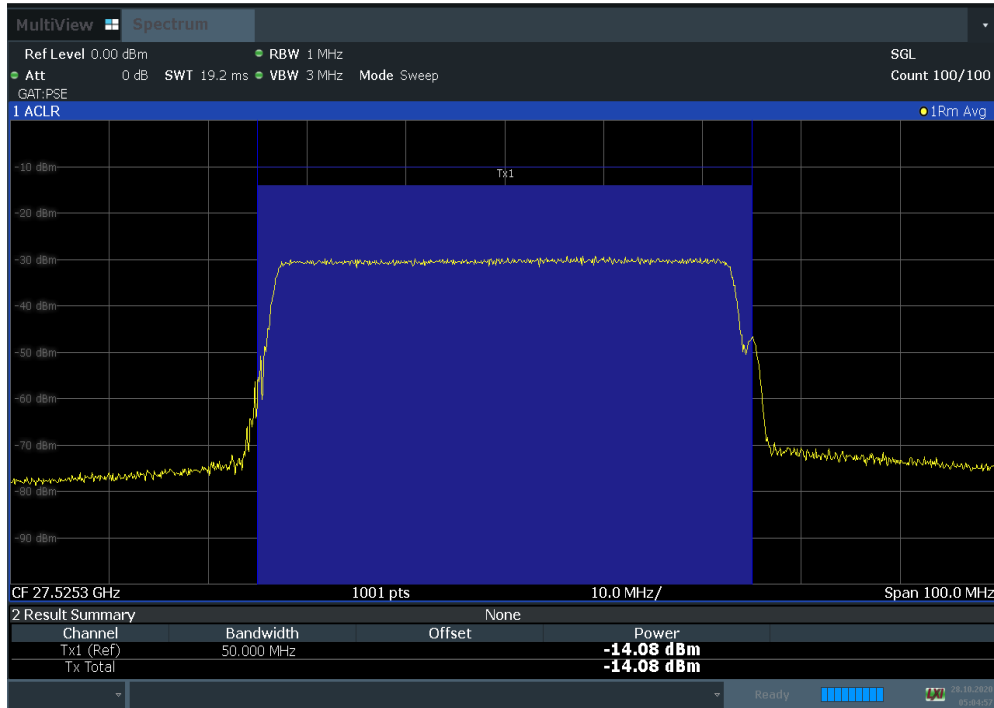 MultiView Spectrum
Ref Level 0.00 dBm RBW 1 MHz SGL
Att 0 dB SWT 19.2 ms VBW 3 MHz Mode Sweep Count 100/100
GAT:PSE
1 ACLR 1Rm Avg
Tx1
-10 dBm
-20 dBm
-30 dBm
-40 dBm
-50 dBm
-60 dBm
-70 dBm
-80 dBm
-90 dBm
CF 27.5253 GHz 1001 pts 10.0 MHz/ Span 100.0 MHz
2 Result Summary None
Channel Bandwidth Offset Power
Tx1 (Ref) 50.000 MHz -14.08 dBm
Tx Total -14.08 dBm
Ready LXI 28.10.2020
05:04:57